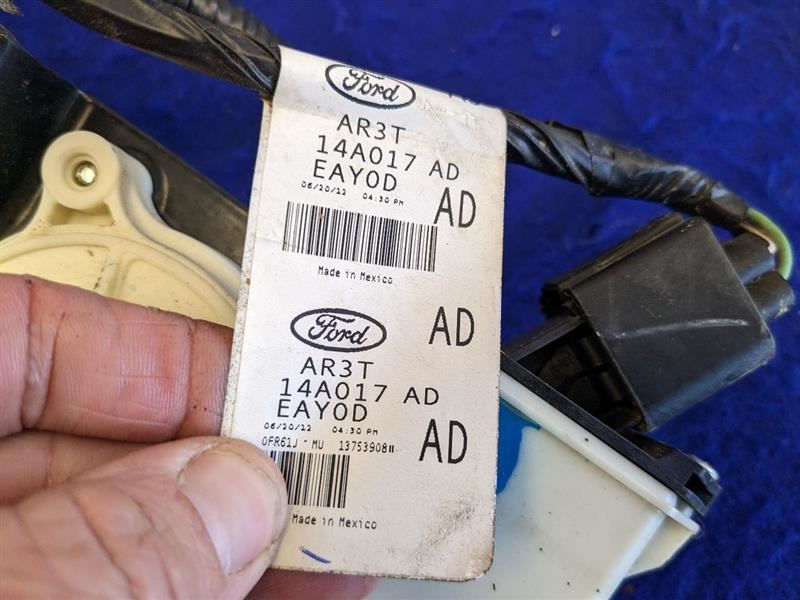 Ford
AR3T
14A017 AD
EAY0D
06/20/12 04:30 PM
AD
Made in Mexico
Ford
AD
AR3T
14A017 AD
EAY0D
06/20/12 04:30 PM
AD
0FR61J - MU 13753908
Made in Mexico